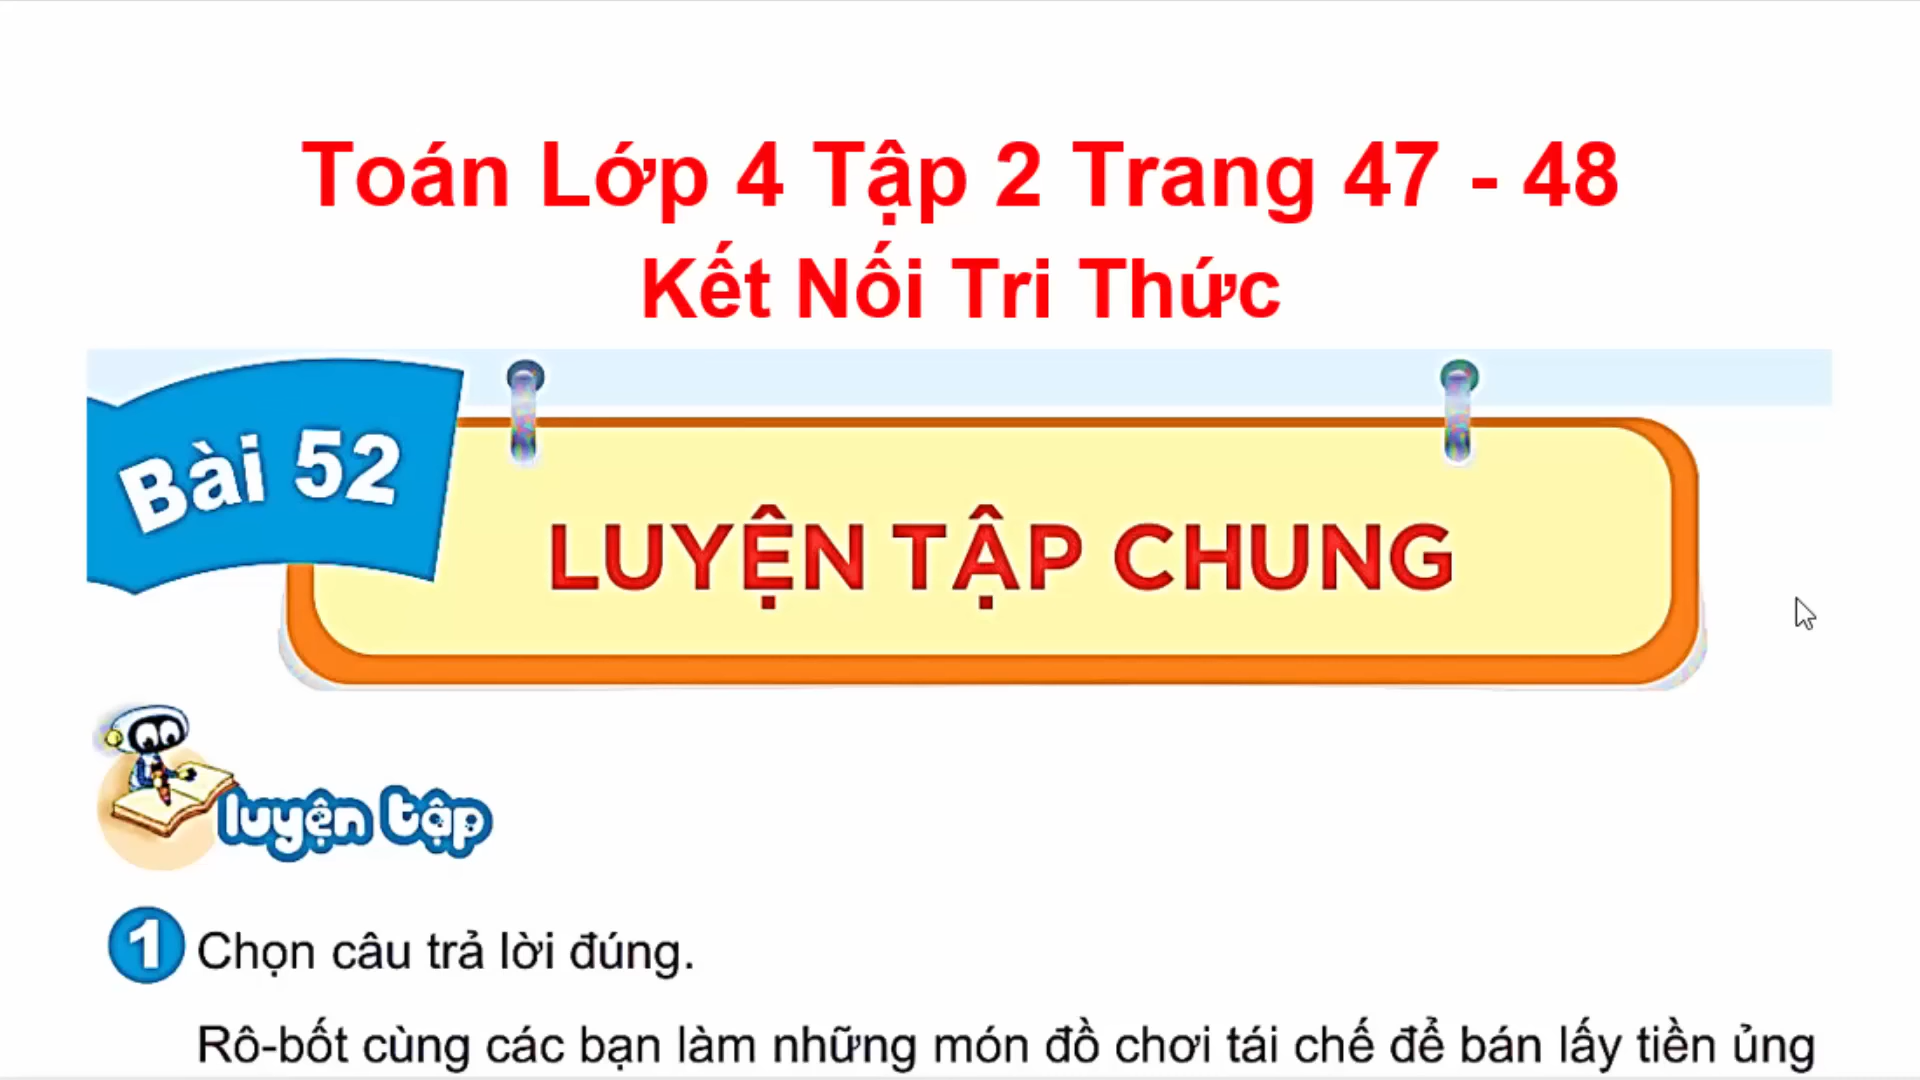 Toán Lớp 4 Tập 2 Trang 47 - 48
Kết Nối Tri Thức
Bài 52
LUYỆN TẬP CHUNG
luyện tập
1 Chọn câu trả lời đúng.
Rô-bốt cùng các bạn làm những món đồ chơi tái chế để bán lấy tiền ủng